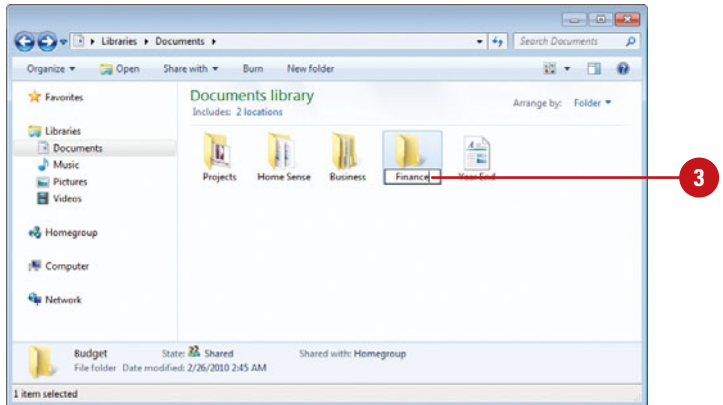 Libraries ▸ Documents ▸
Search Documents
Organize ▾ Open Share with ▾ Burn New folder
Favorites
Libraries
Documents
Music
Pictures
Videos
Homegroup
Computer
Network
Documents library
Includes: 2 locations
Arrange by: Folder ▾
Projects Home Sense Business Finance Year End
3
Budget State: Shared Shared with: Homegroup
File folder Date modified: 2/26/2010 2:45 AM
1 item selected